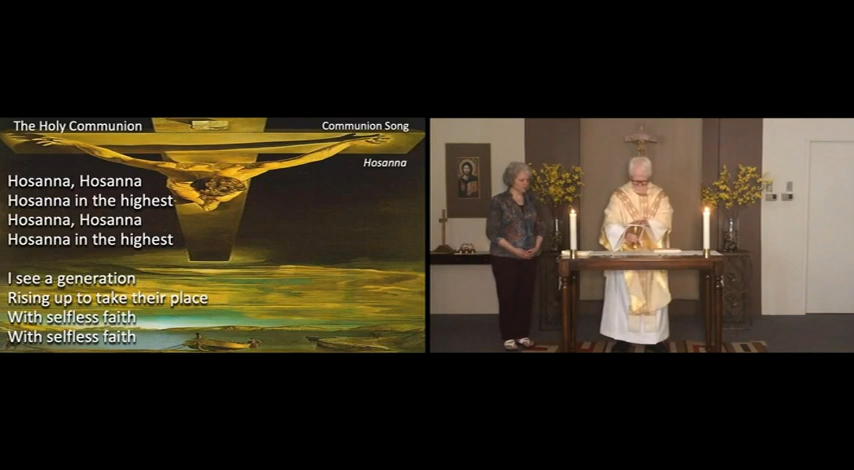 The Holy Communion
Communion Song
Hosanna
Hosanna, Hosanna
Hosanna in the highest
Hosanna, Hosanna
Hosanna in the highest
I see a generation
Rising up to take their place
With selfless faith
With selfless faith